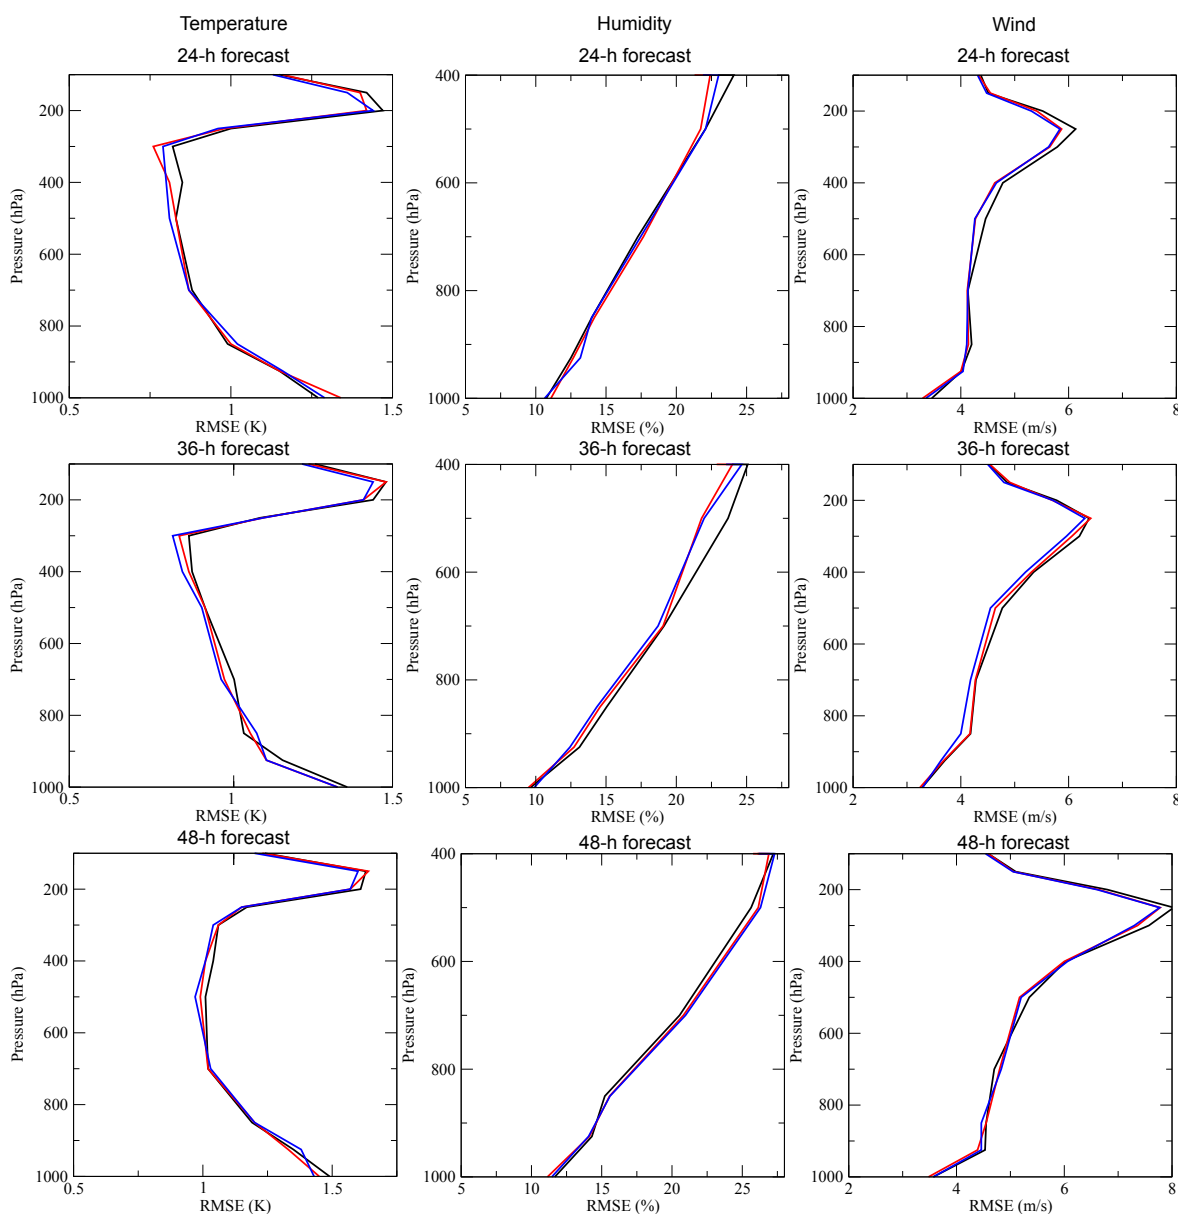 Temperature
Humidity
Wind
24-h forecast
24-h forecast
24-h forecast
200
400
600
800
1000
Pressure (hPa)
0.5 1 1.5
RMSE (K)
400
600
800
1000
Pressure (hPa)
5 10 15 20 25
RMSE (%)
200
400
600
800
1000
Pressure (hPa)
2 4 6 8
RMSE (m/s)
36-h forecast
36-h forecast
36-h forecast
200
400
600
800
1000
Pressure (hPa)
0.5 1 1.5
RMSE (K)
400
600
800
1000
Pressure (hPa)
5 10 15 20 25
RMSE (%)
200
400
600
800
1000
Pressure (hPa)
2 4 6 8
RMSE (m/s)
48-h forecast
48-h forecast
48-h forecast
200
400
600
800
1000
Pressure (hPa)
0.5 1 1.5
RMSE (K)
400
600
800
1000
Pressure (hPa)
5 10 15 20 25
RMSE (%)
200
400
600
800
1000
Pressure (hPa)
2 4 6 8
RMSE (m/s)